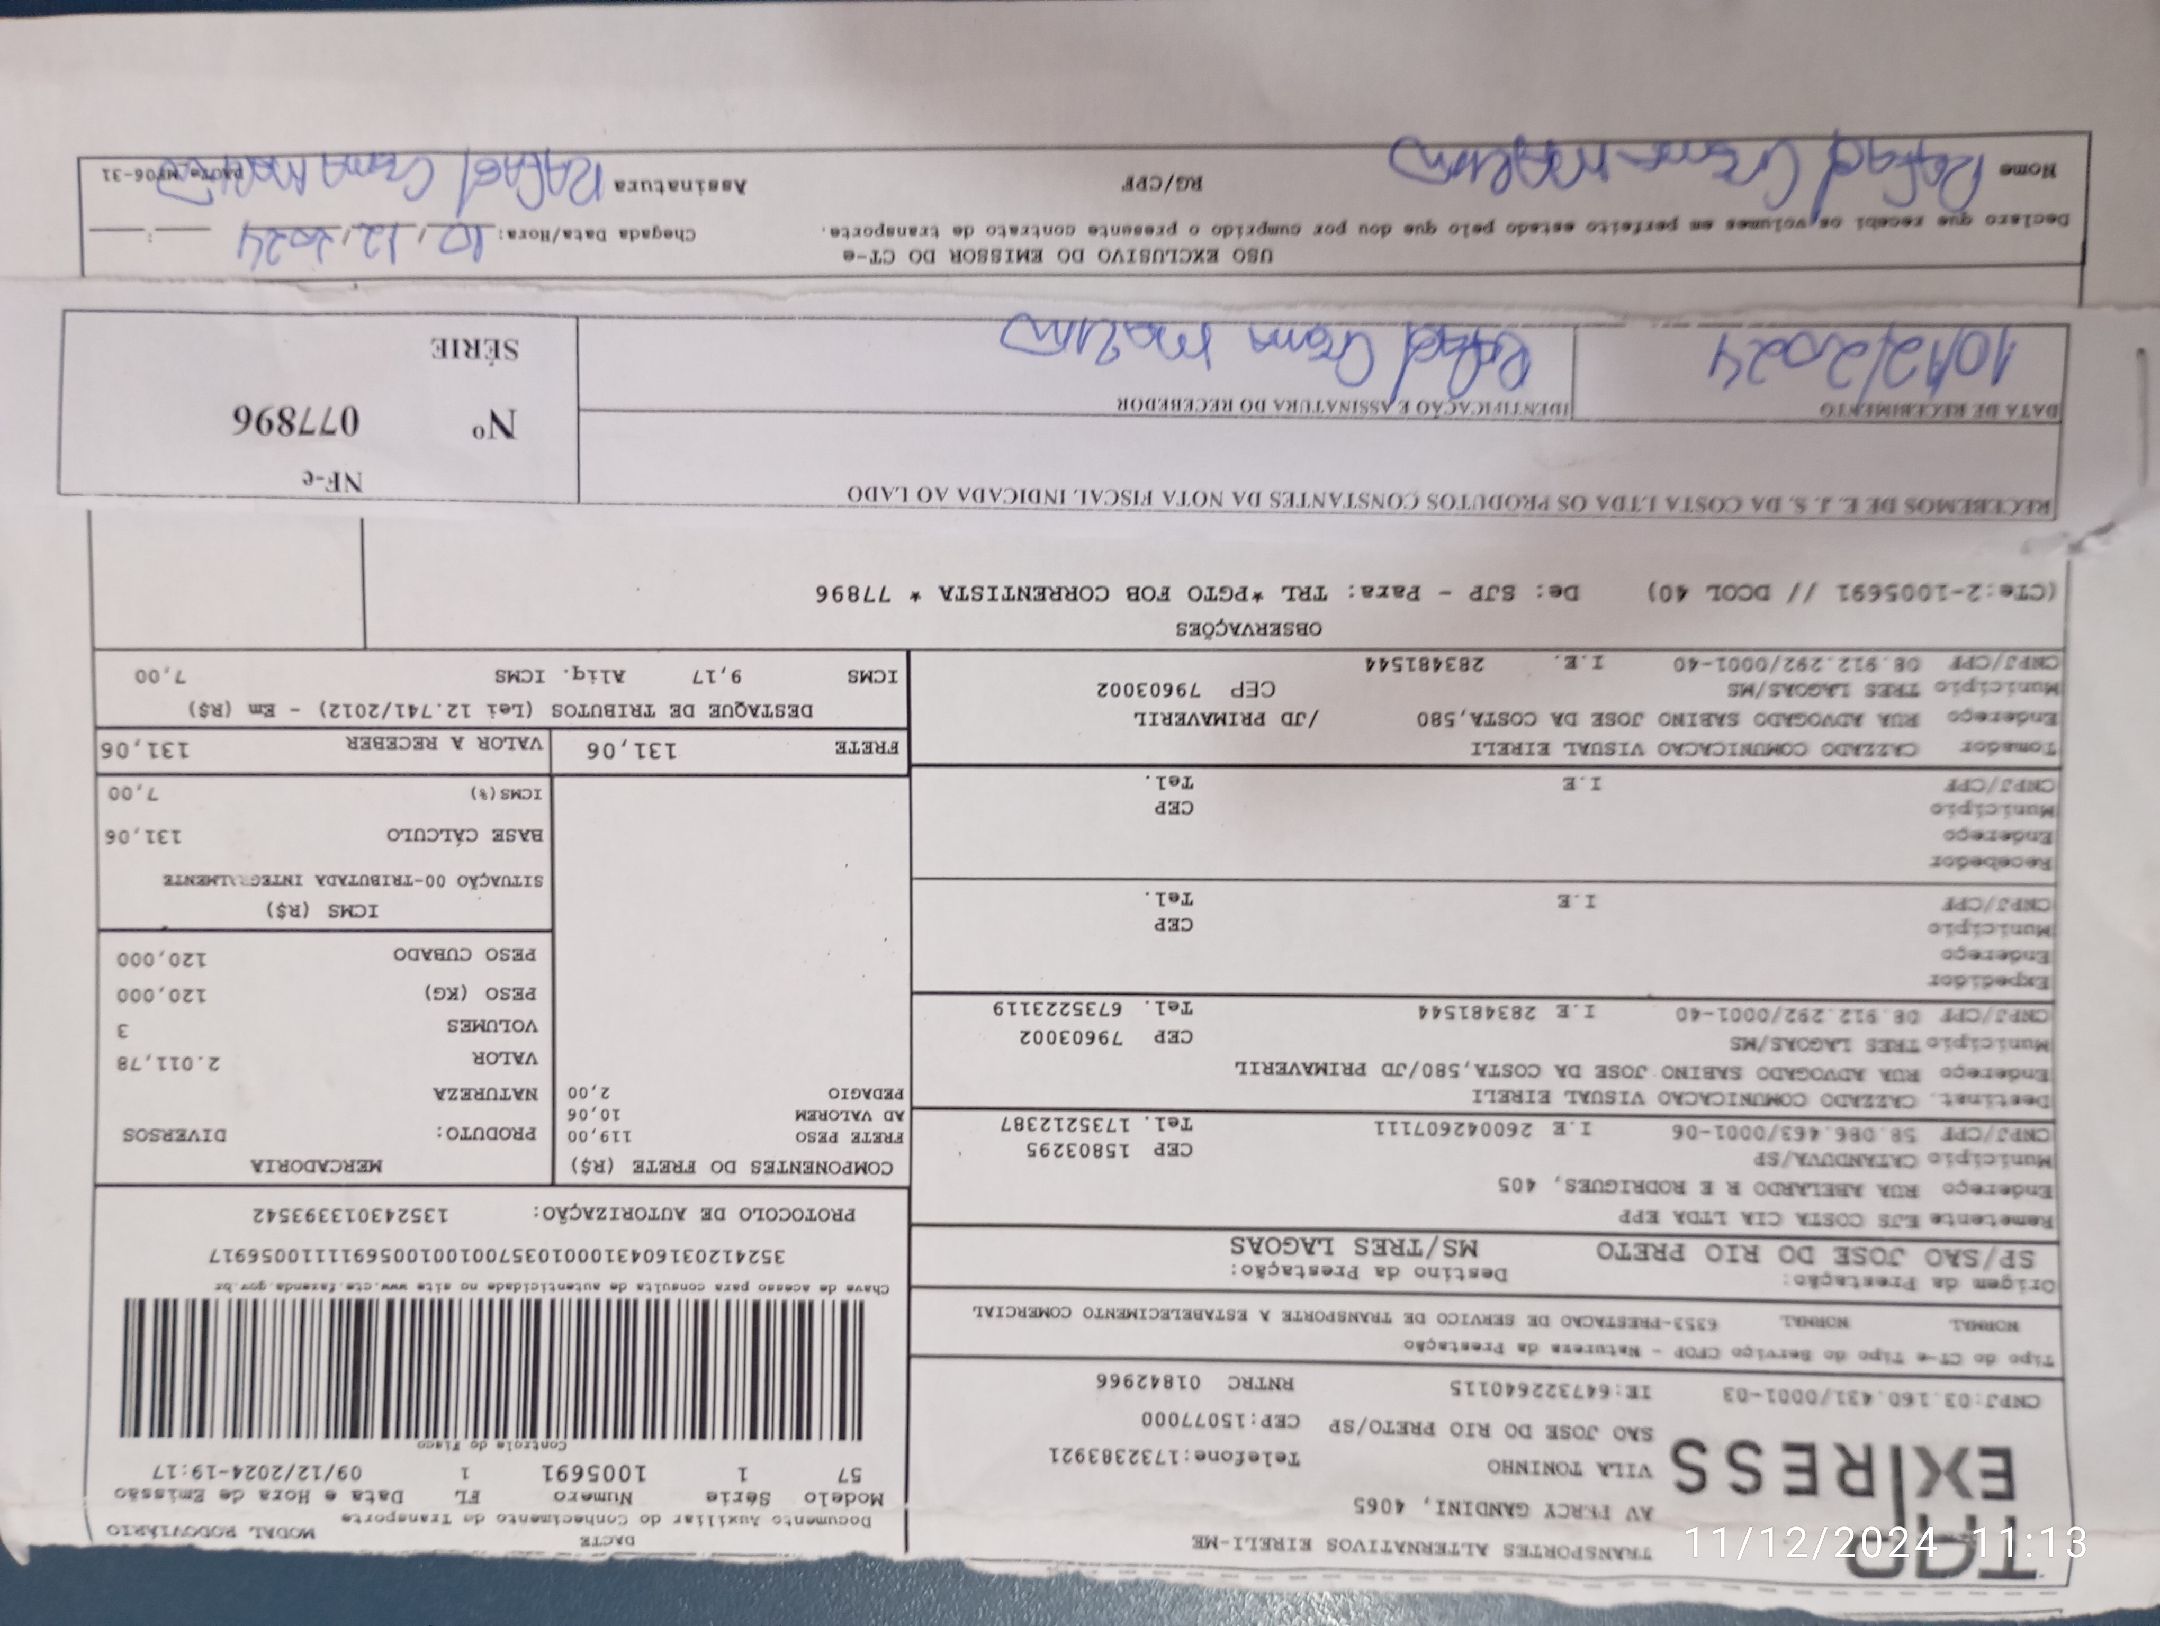 TRANSPORTES ALTERNATIVOS EIRELI-ME
AV PERCY GANDINI, 4065
VILA TONINHO Telefone:1732383921
EXPRESS
SAO JOSE DO RIO PRETO/SP CEP:15077000
CNPJ:03.160.431/0001-03 IE:647322640115 RNTRC 01842966
DACTE MODAL RODOVIÁRIO
Documento Auxiliar do Conhecimento de Transporte
Modelo Série Numero FL Data e Hora de Emissão
57 1 1005691 1 09/12/2024-19:17
Controle do Fisco
Tipo do CT-e Tipo do Serviço CFOP - Natureza da Prestação
NORMAL NORMAL 6353-PRESTACAO DE SERVICO DE TRANSPORTE A ESTABELECIMENTO COMERCIAL
Chave de acesso para consulta de autenticidade no site www.cte.fazenda.gov.br
35241203160431000103570010010056911110056917
Origem da Prestação: Destino da Prestação:
SP/SAO JOSE DO RIO PRETO MS/TRES LAGOAS
PROTOCOLO DE AUTORIZAÇÃO: 135243013393542
Remetente EJS COSTA CIA LTDA EPP
Endereço RUA ABELARDO R E RODRIGUES, 405
Municipio CATANDUVA/SP CEP 15803295
CNPJ/CPF 58.086.463/0001-06 I.E 260042607111 Tel. 1735212387
Destinat. CAZZADO COMUNICACAO VISUAL EIRELI
Endereço RUA ADVOGADO SABINO JOSE DA COSTA,580/JD PRIMAVERIL
Municipio TRES LAGOAS/MS CEP 79603002
CNPJ/CPF 08.912.292/0001-40 I.E 283481544 Tel. 6735223119
Expedidor
Endereço
Municipio CEP
CNPJ/CPF I.E Tel.
Recebedor
Endereço
Municipio CEP
CNPJ/CPF I.E Tel.
Tomador CAZZADO COMUNICACAO VISUAL EIRELI
Endereço RUA ADVOGADO SABINO JOSE DA COSTA,580 /JD PRIMAVERIL
Municipio TRES LAGOAS/MS CEP 79603002
CNPJ/CPF 08.912.292/0001-40 I.E. 283481544
COMPONENTES DO FRETE (R$)
FRETE PESO 119,00
AD VALOREM 10,06
PEDAGIO 2,00
MERCADORIA
PRODUTO: DIVERSOS
NATUREZA
VALOR 2.011,78
VOLUMES 3
PESO (KG) 120,000
PESO CUBADO 120,000
ICMS (R$)
SITUAÇÃO 00-TRIBUTADA INTEGRALMENTE
BASE CÁLCULO 131,06
ICMS(%) 7,00
FRETE 131,06 VALOR A RECEBER 131,06
DESTAQUE DE TRIBUTOS (Lei 12.741/2012) - Em (R$)
ICMS 9,17 Aliq. ICMS 7,00
OBSERVAÇÕES
(CTe:2-1005691 // DCOL 40) De: SJP - Para: TRL *PGTO FOB CORRENTISTA * 77896
RECEBEMOS DE E. J. S. DA COSTA LTDA OS PRODUTOS CONSTANTES DA NOTA FISCAL INDICADA AO LADO
DATA DE RECEBIMENTO IDENTIFICAÇÃO E ASSINATURA DO RECEBEDOR
10/12/2024 Rafael
NF-e
Nº 077896
SÉRIE
USO EXCLUSIVO DO EMISSOR DO CT-e
Declaro que recebi os volumes em perfeito estado pelo que dou por cumprido o presente contrato de transporte. Chegada Data/Hora: 10/12/2024 __:__
Nome Rafael RG/CPF Assinatura Rafael
11/12/2024 11:13